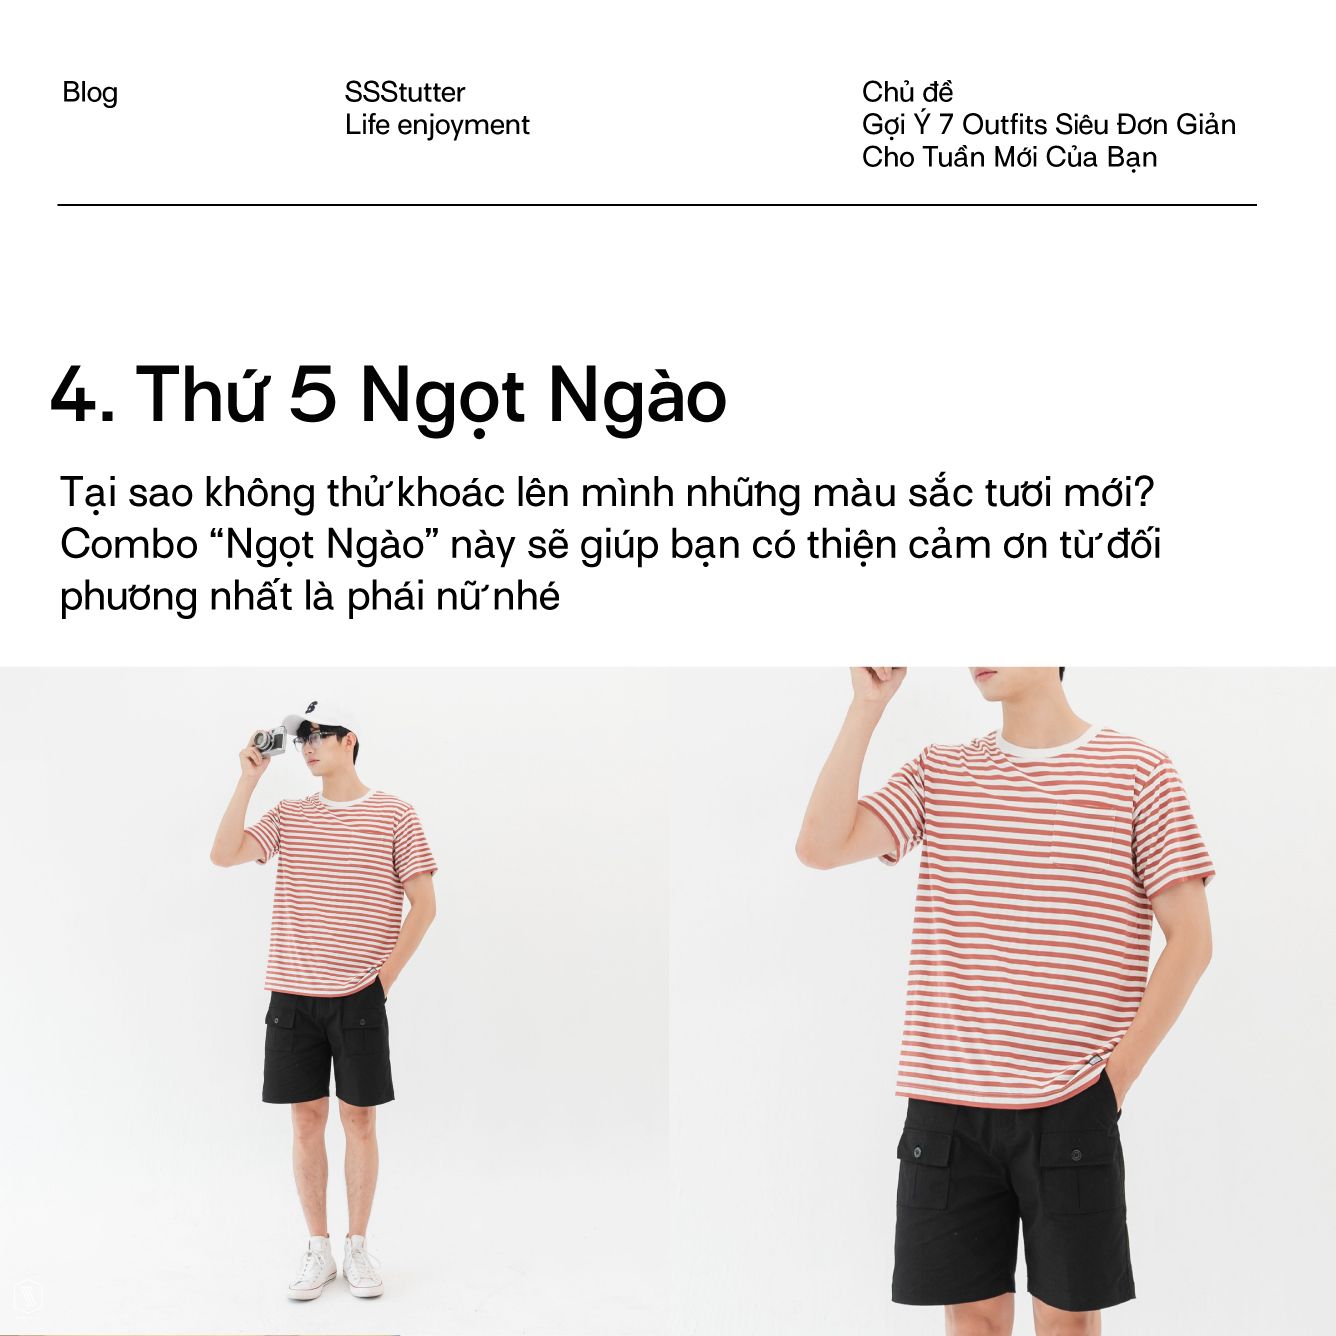 Blog
SSStutter
Life enjoyment
Chủ đề
Gợi Ý 7 Outfits Siêu Đơn Giản
Cho Tuần Mới Của Bạn
4. Thứ 5 Ngọt Ngào
Tại sao không thử khoác lên mình những màu sắc tươi mới?
Combo “Ngọt Ngào” này sẽ giúp bạn có thiện cảm ơn từ đối
phương nhất là phái nữ nhé